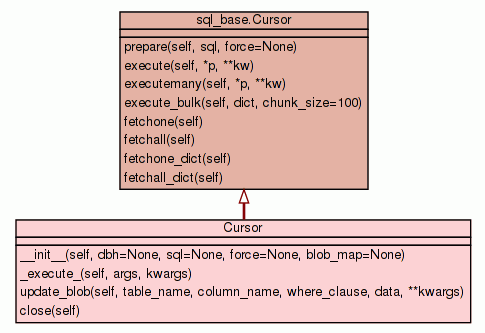 sql_base.Cursor
prepare(self, sql, force=None)
execute(self, *p, **kw)
executemany(self, *p, **kw)
execute_bulk(self, dict, chunk_size=100)
fetchone(self)
fetchall(self)
fetchone_dict(self)
fetchall_dict(self)
Cursor
__init__(self, dbh=None, sql=None, force=None, blob_map=None)
_execute_(self, args, kwargs)
update_blob(self, table_name, column_name, where_clause, data, **kwargs)
close(self)